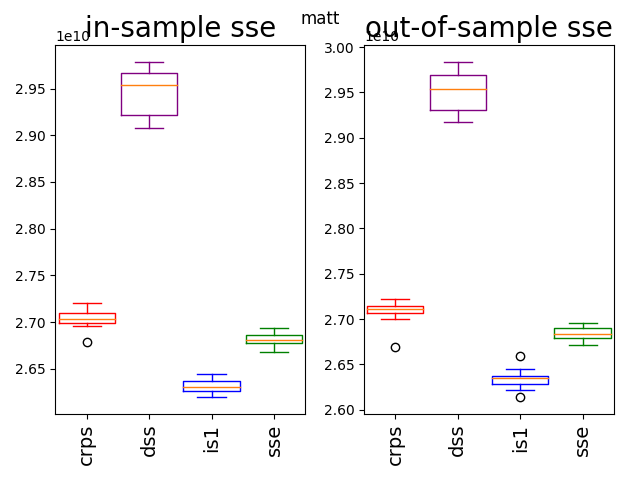 matt
in-sample sse
1e10
2.95
2.90
2.85
2.80
2.75
2.70
2.65
crps
dss
is1
sse
out-of-sample sse
1e10
3.00
2.95
2.90
2.85
2.80
2.75
2.70
2.65
2.60
crps
dss
is1
sse